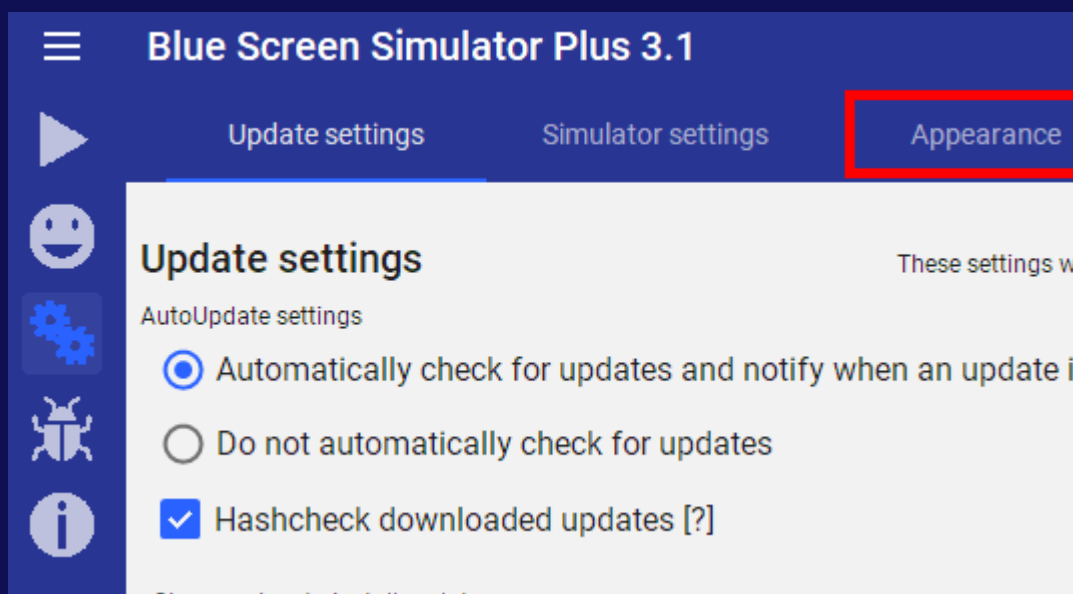 Blue Screen Simulator Plus 3.1
Update settings Simulator settings Appearance
Update settings
These settings
AutoUpdate settings
Automatically check for updates and notify when an update
Do not automatically check for updates
Hashcheck downloaded updates [?]